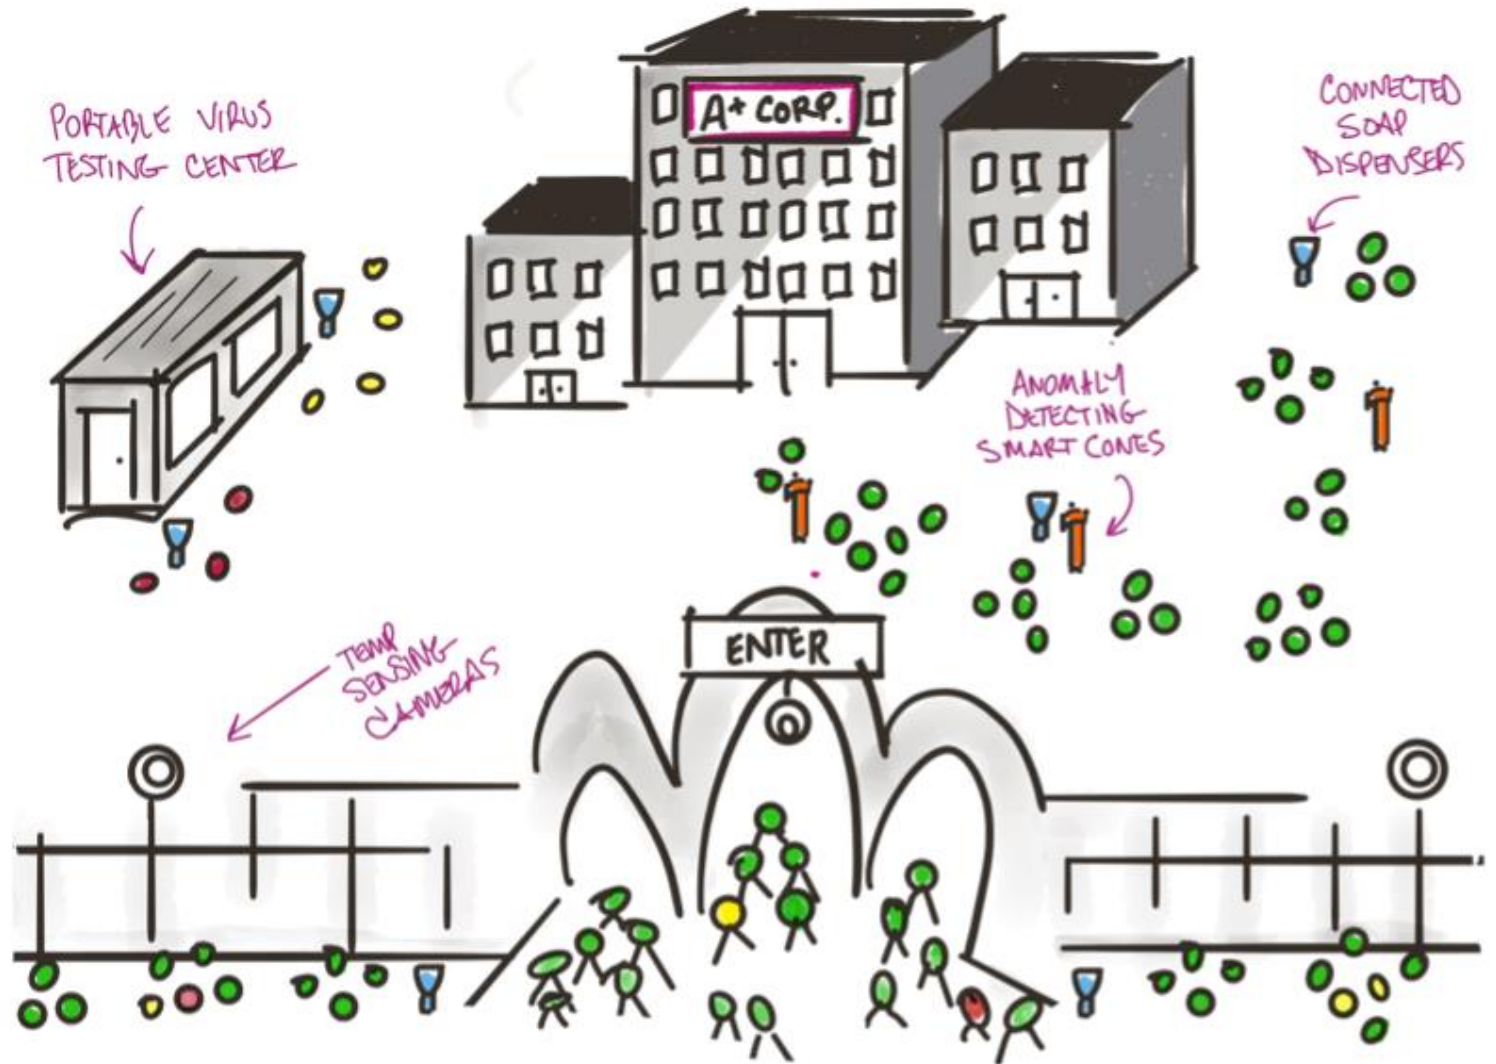 A+ CORP.
PORTABLE VIRUS
TESTING CENTER
CONNECTED
SOAP
DISPENSERS
ANOMALY
DETECTING
SMART CONES
ENTER
TEMP
SENSING
CAMERAS